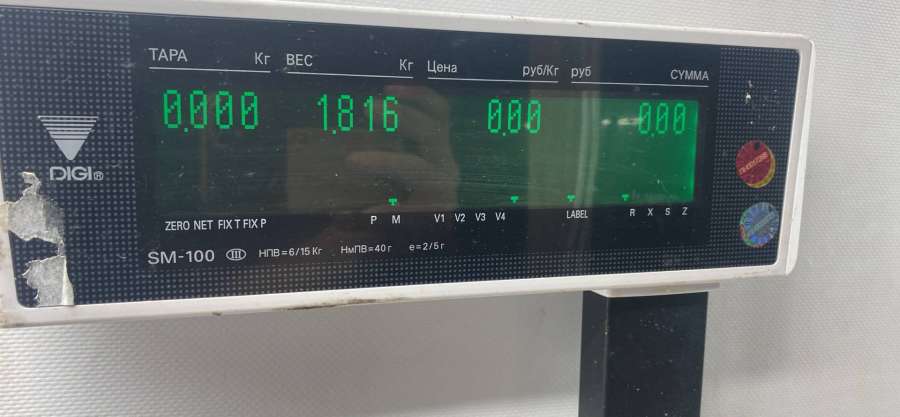 ТАРА Кг ВЕС Кг Цена руб/Кг руб СУММА
0.000 1.816 0.00 0.00
DIGI®
ZERO NET FIX T FIX P P M V1 V2 V3 V4 LABEL R X S Z
SM-100 III НПВ=6/15 Кг НмПВ=40 г e=2/5 г